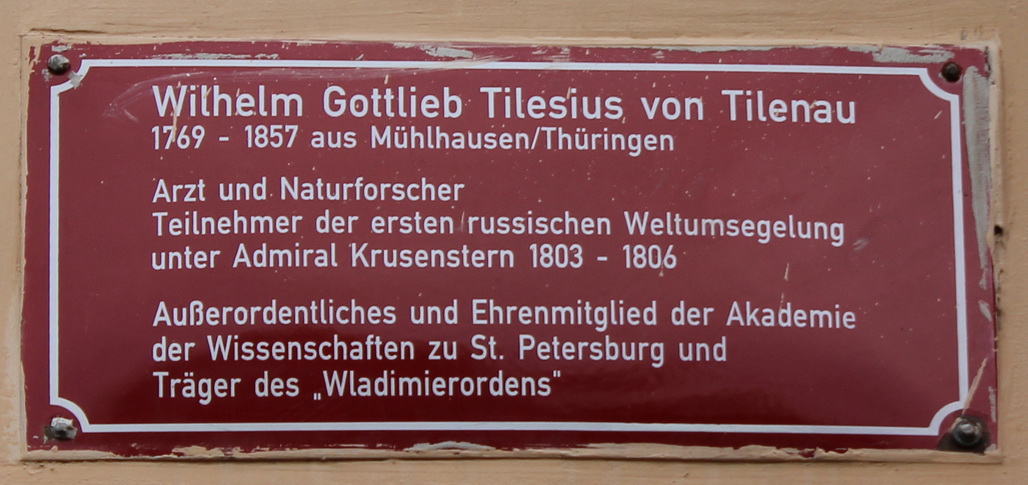 Wilhelm Gottlieb Tilesius von Tilenau
1769 - 1857 aus Mühlhausen/Thüringen
Arzt und Naturforscher
Teilnehmer der ersten russischen Weltumsegelung
unter Admiral Krusenstern 1803 - 1806
Außerordentliches und Ehrenmitglied der Akademie
der Wissenschaften zu St. Petersburg und
Träger des „Wladimierordens"